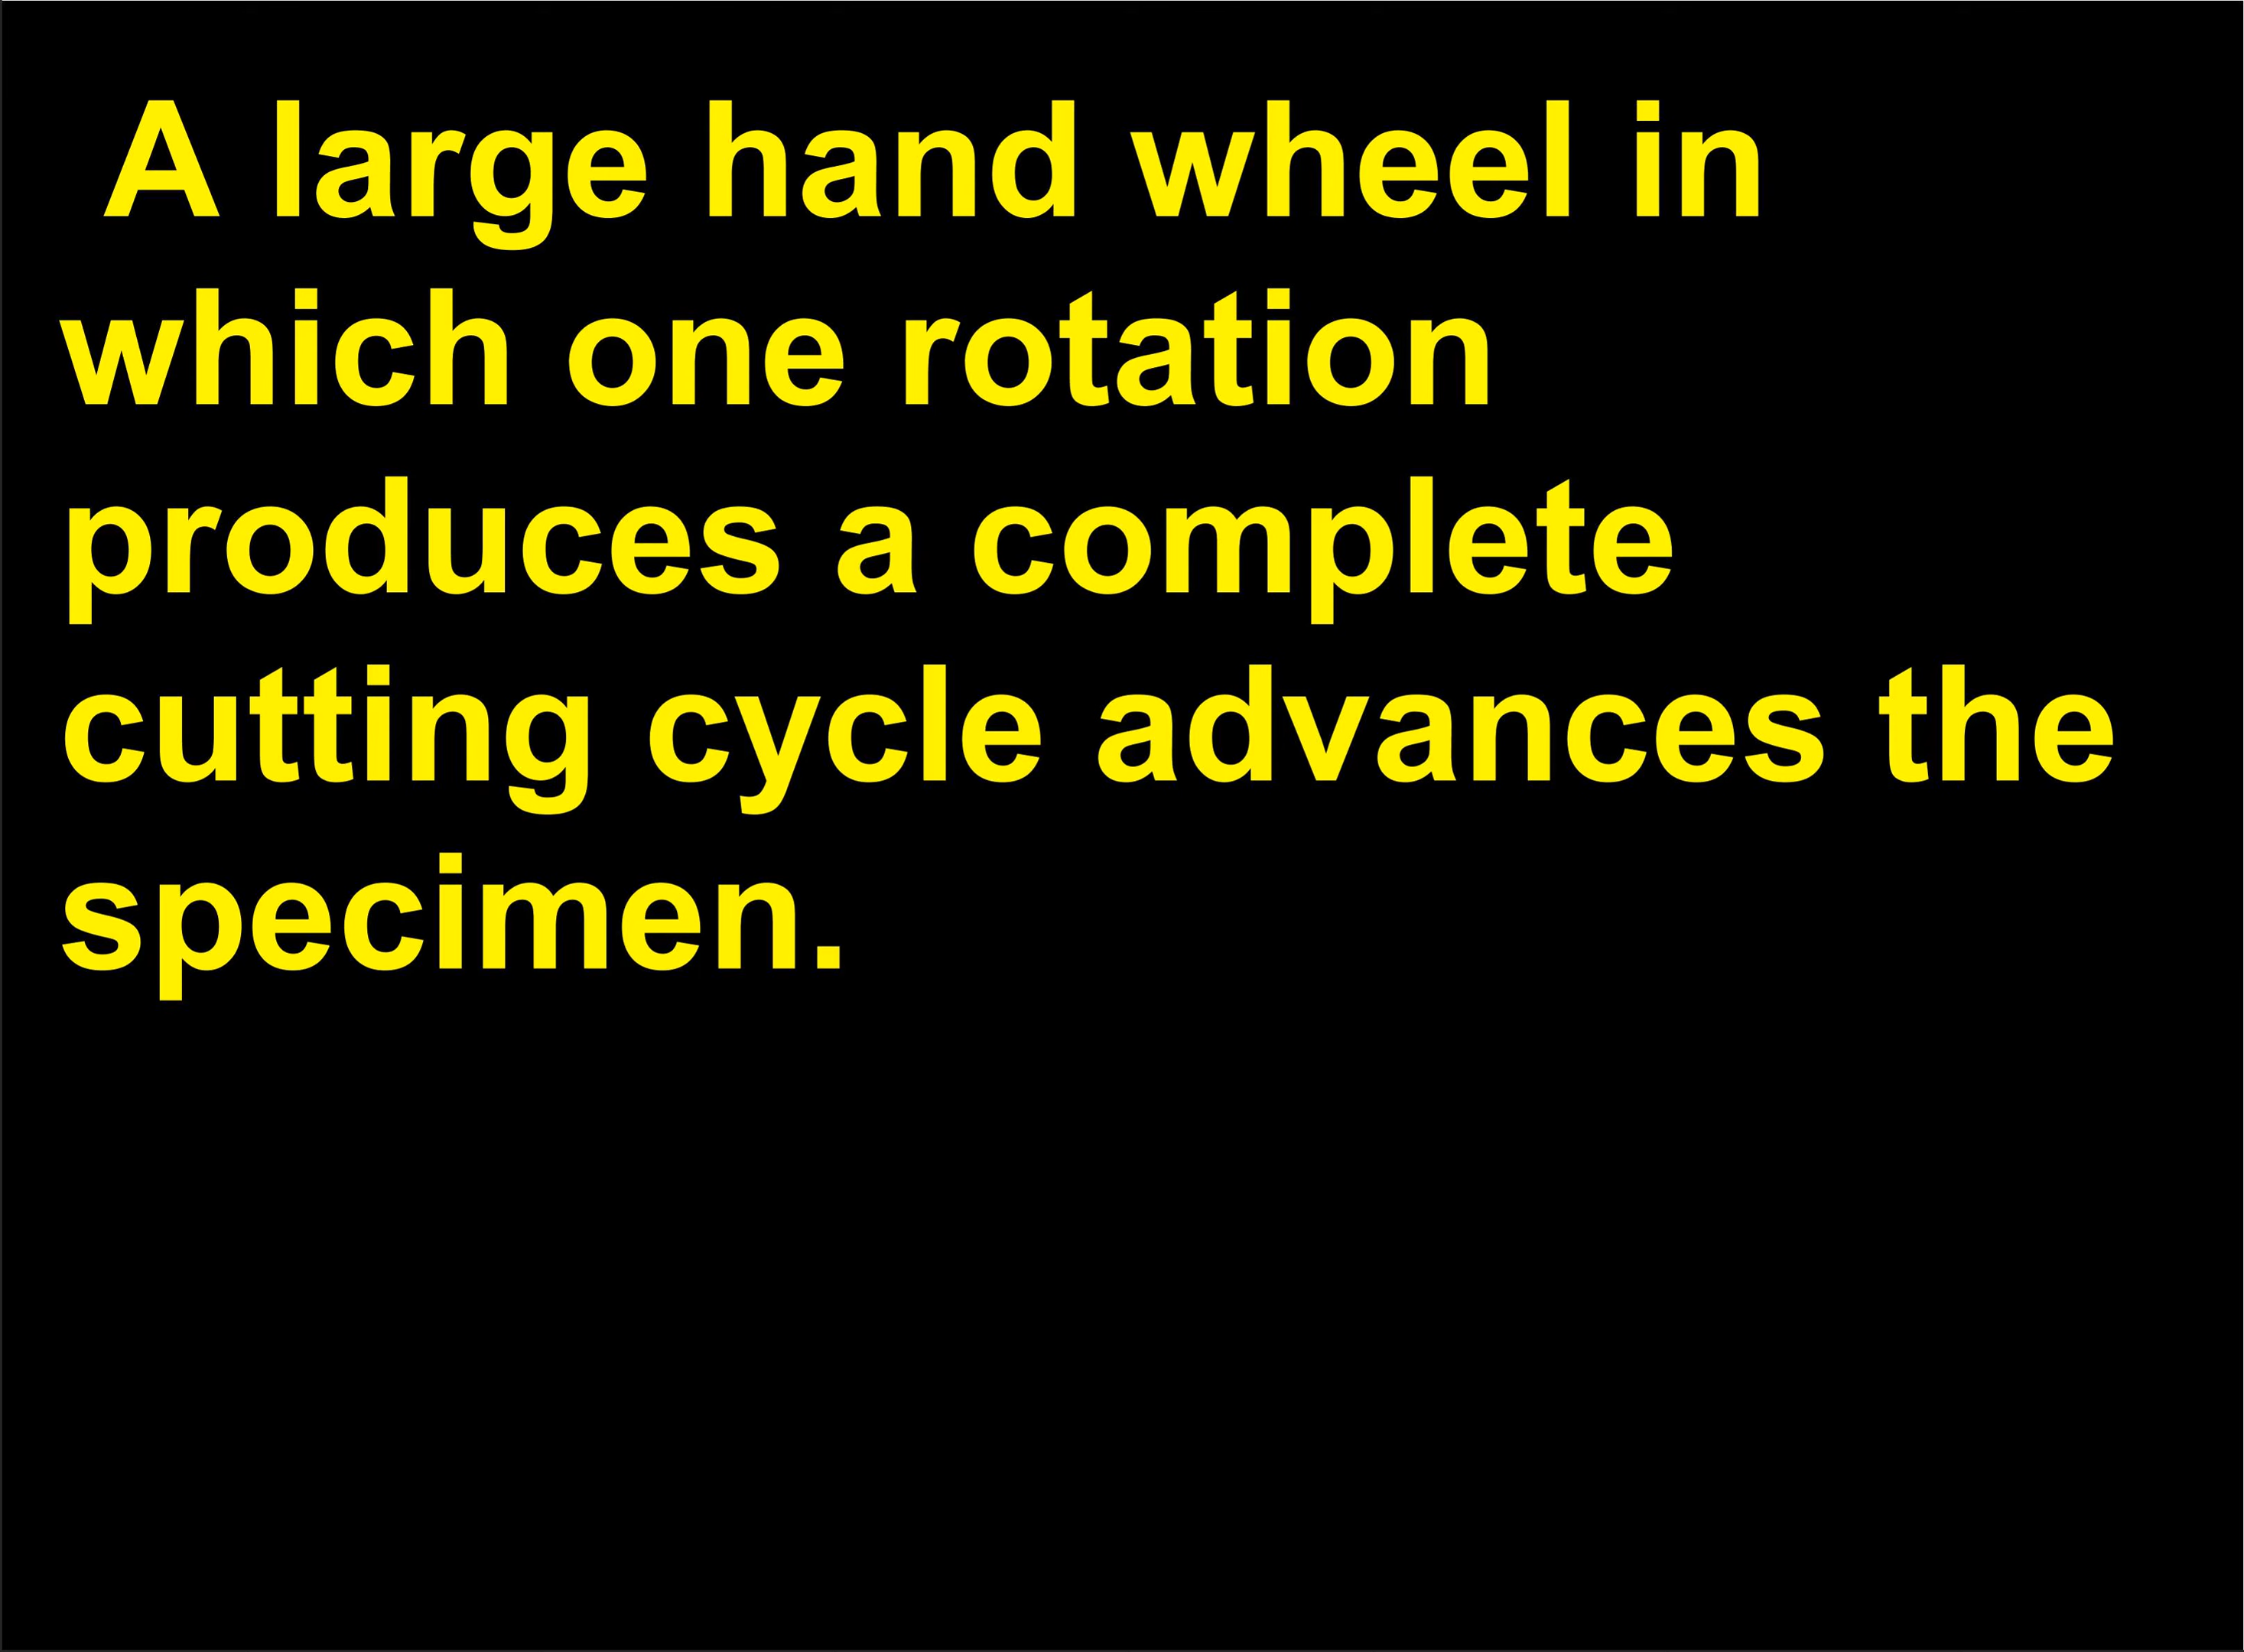 A large hand wheel in
which one rotation
produces a complete
cutting cycle advances the
specimen.